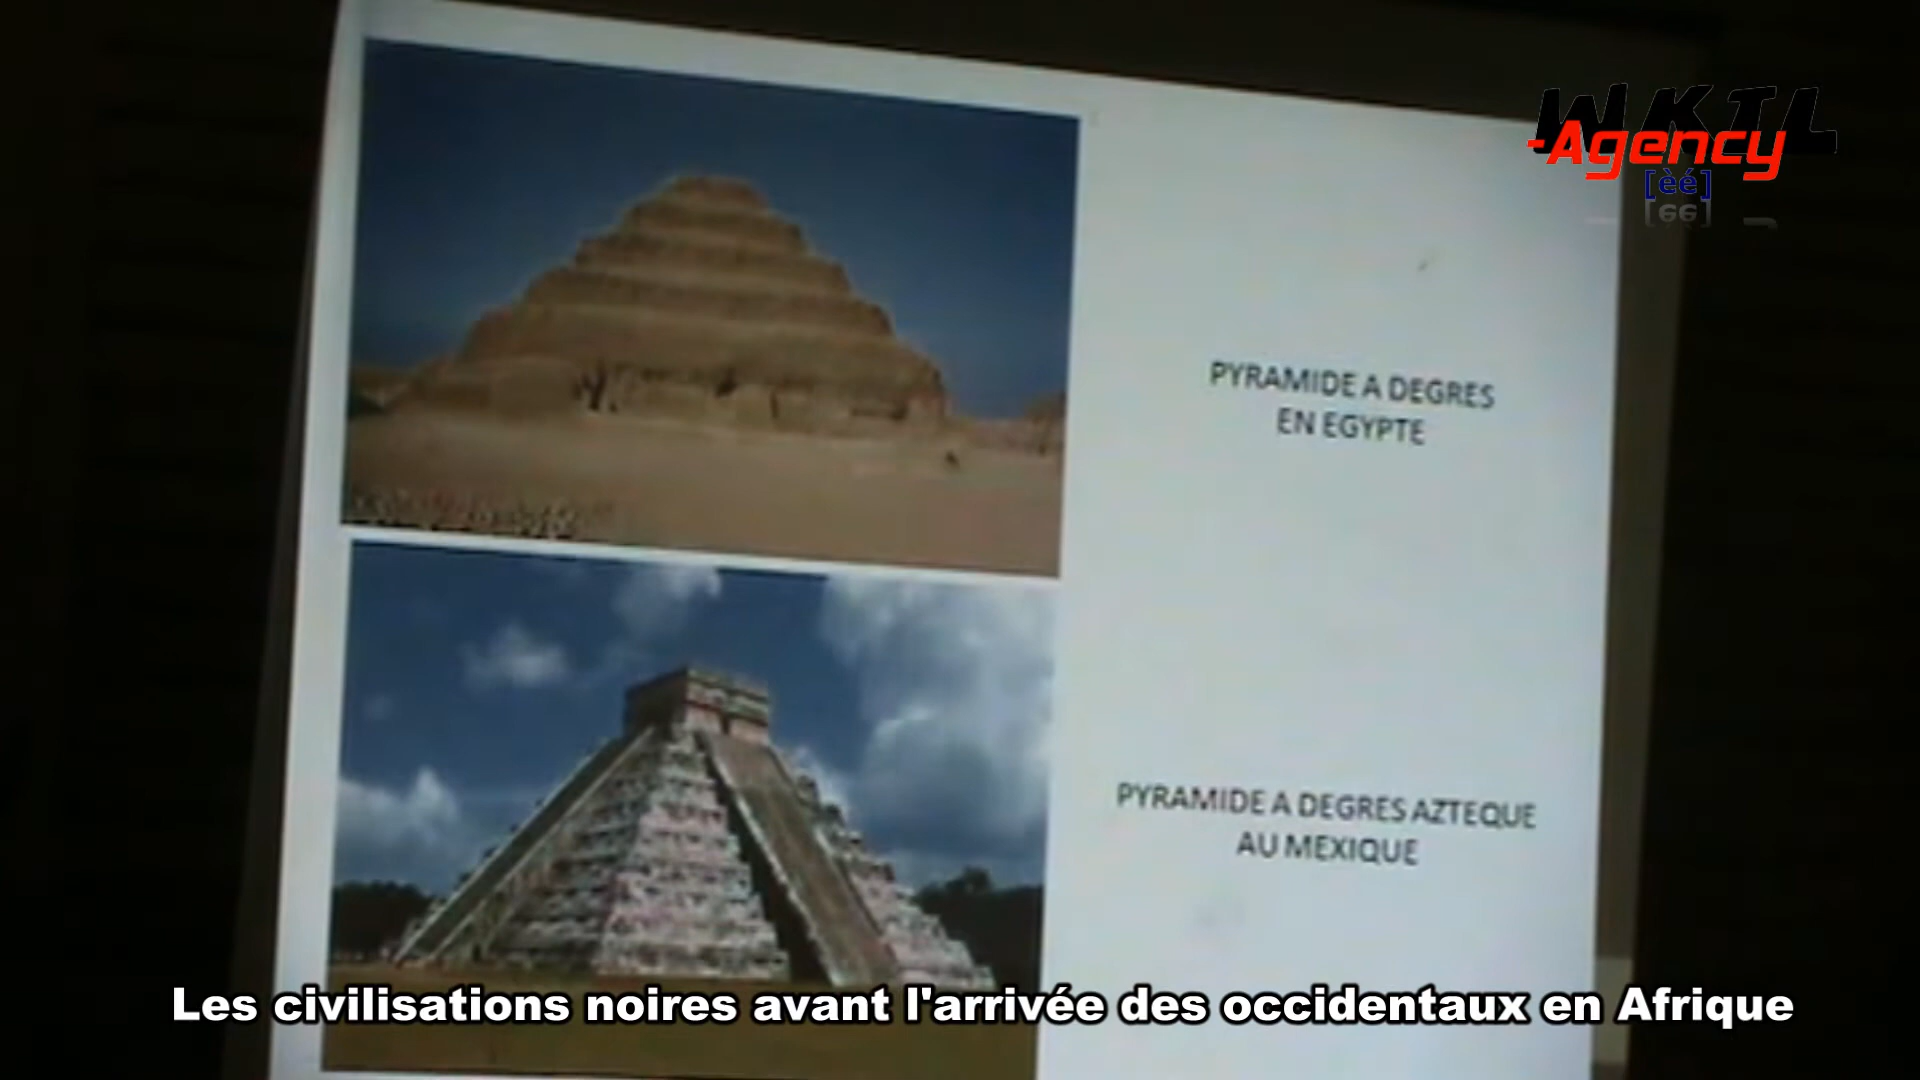 WKTL
-Agency
[èé]
PYRAMIDE A DEGRES
EN EGYPTE
PYRAMIDE A DEGRES AZTEQUE
AU MEXIQUE
Les civilisations noires avant l'arrivée des occidentaux en Afrique